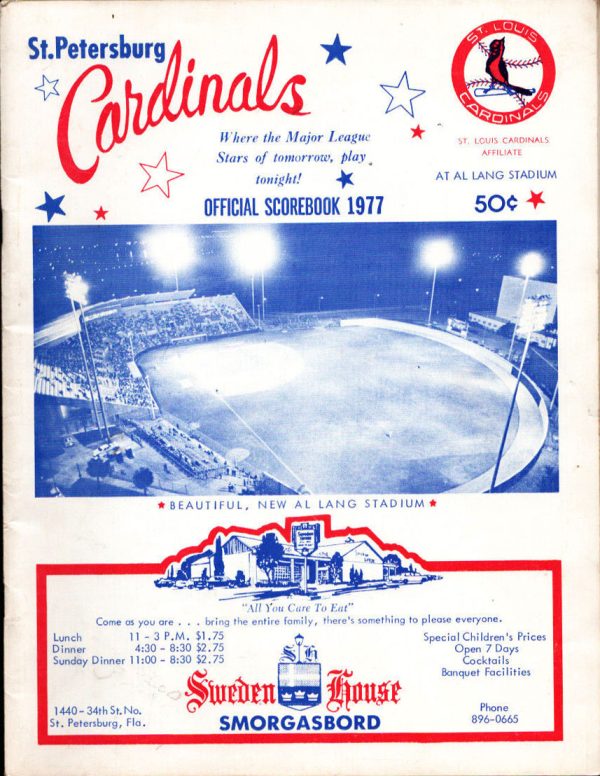 St. Petersburg
Cardinals
ST. LOUIS
CARDINALS
Where the Major League
Stars of tomorrow, play
tonight!
ST. LOUIS CARDINALS
AFFILIATE
AT AL LANG STADIUM
OFFICIAL SCOREBOOK 1977
50¢
BEAUTIFUL, NEW AL LANG STADIUM
"All You Care To Eat"
Come as you are . . . bring the entire family, there's something to please everyone.
Lunch 11 - 3 P.M. $1.75
Dinner 4:30 - 8:30 $2.75
Sunday Dinner 11:00 - 8:30 $2.75
Special Children's Prices
Open 7 Days
Cocktails
Banquet Facilities
S H
Sweden House
SMORGASBORD
1440 - 34th St. No.
St. Petersburg, Fla.
Phone
896-0665